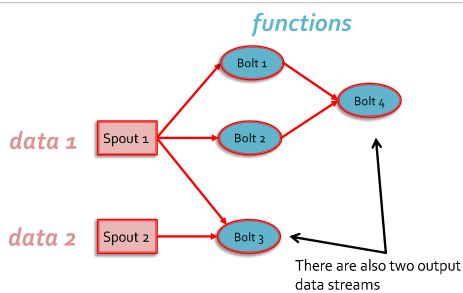 functions
Bolt 1
Bolt 4
data 1
Spout 1
Bolt 2
data 2
Spout 2
Bolt 3
There are also two output
data streams